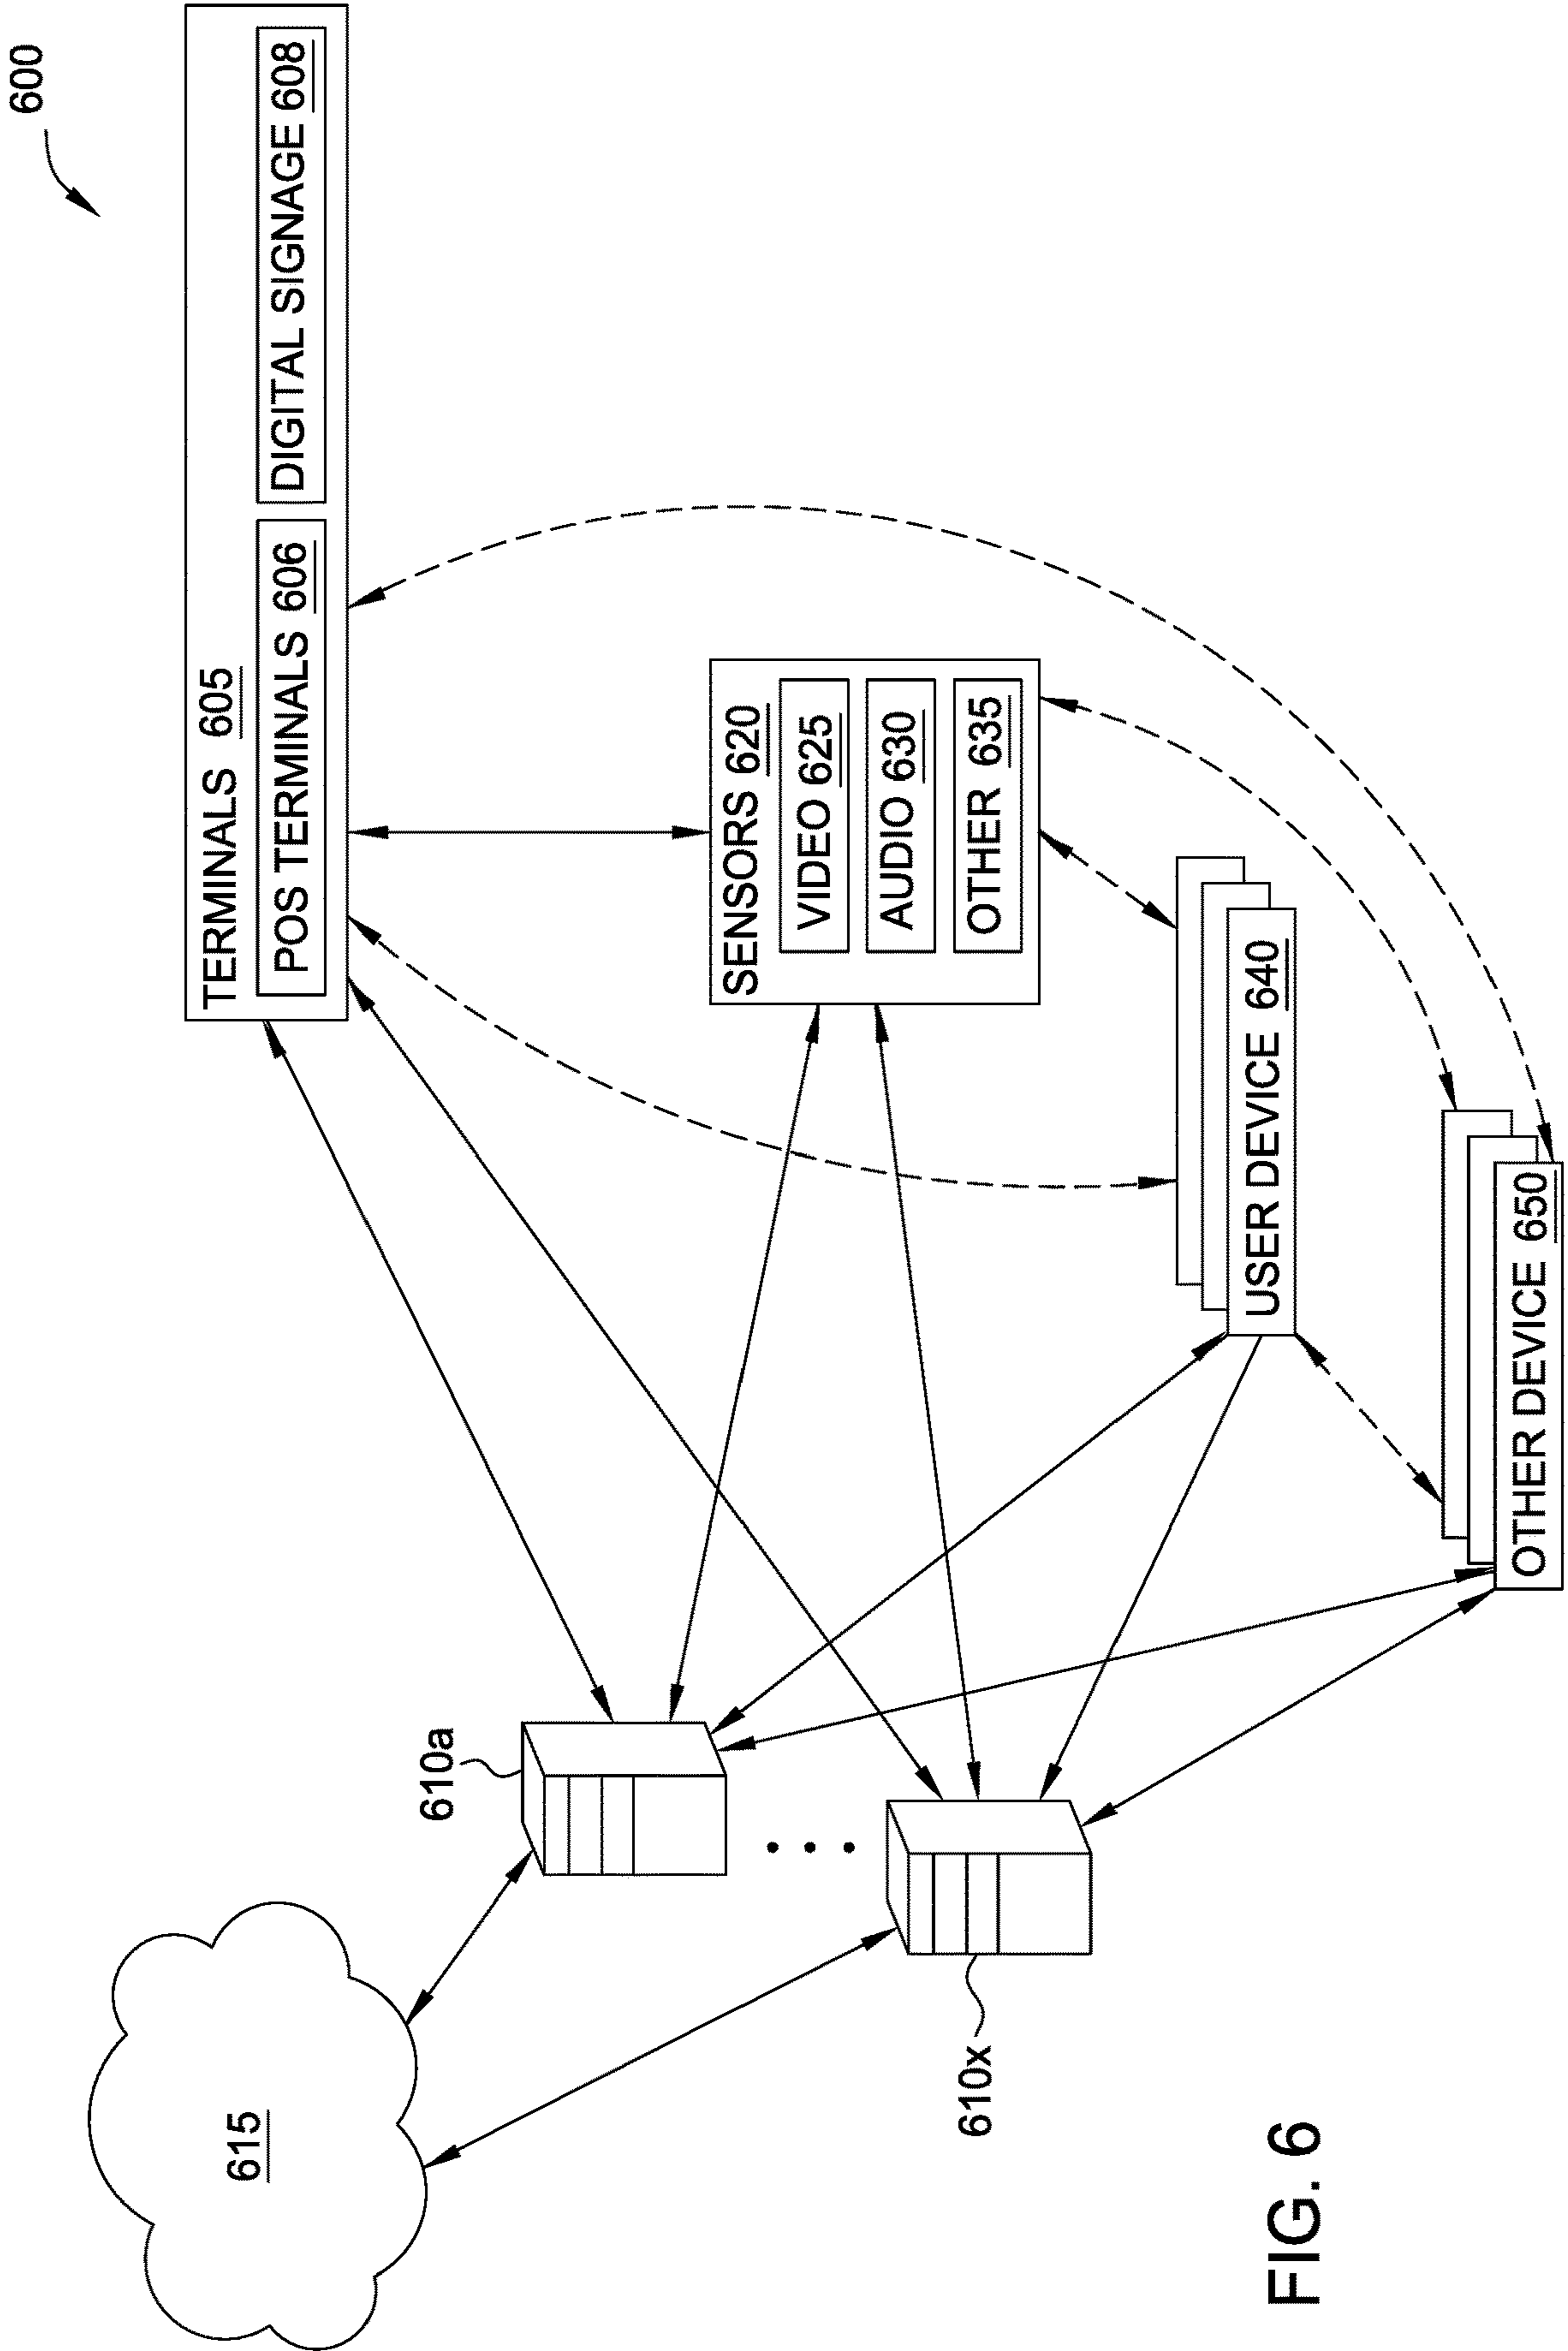 600
TERMINALS 605
POS TERMINALS 606
DIGITAL SIGNAGE 608
SENSORS 620
VIDEO 625
AUDIO 630
OTHER 635
615
610a
610x
USER DEVICE 640
OTHER DEVICE 650
FIG. 6